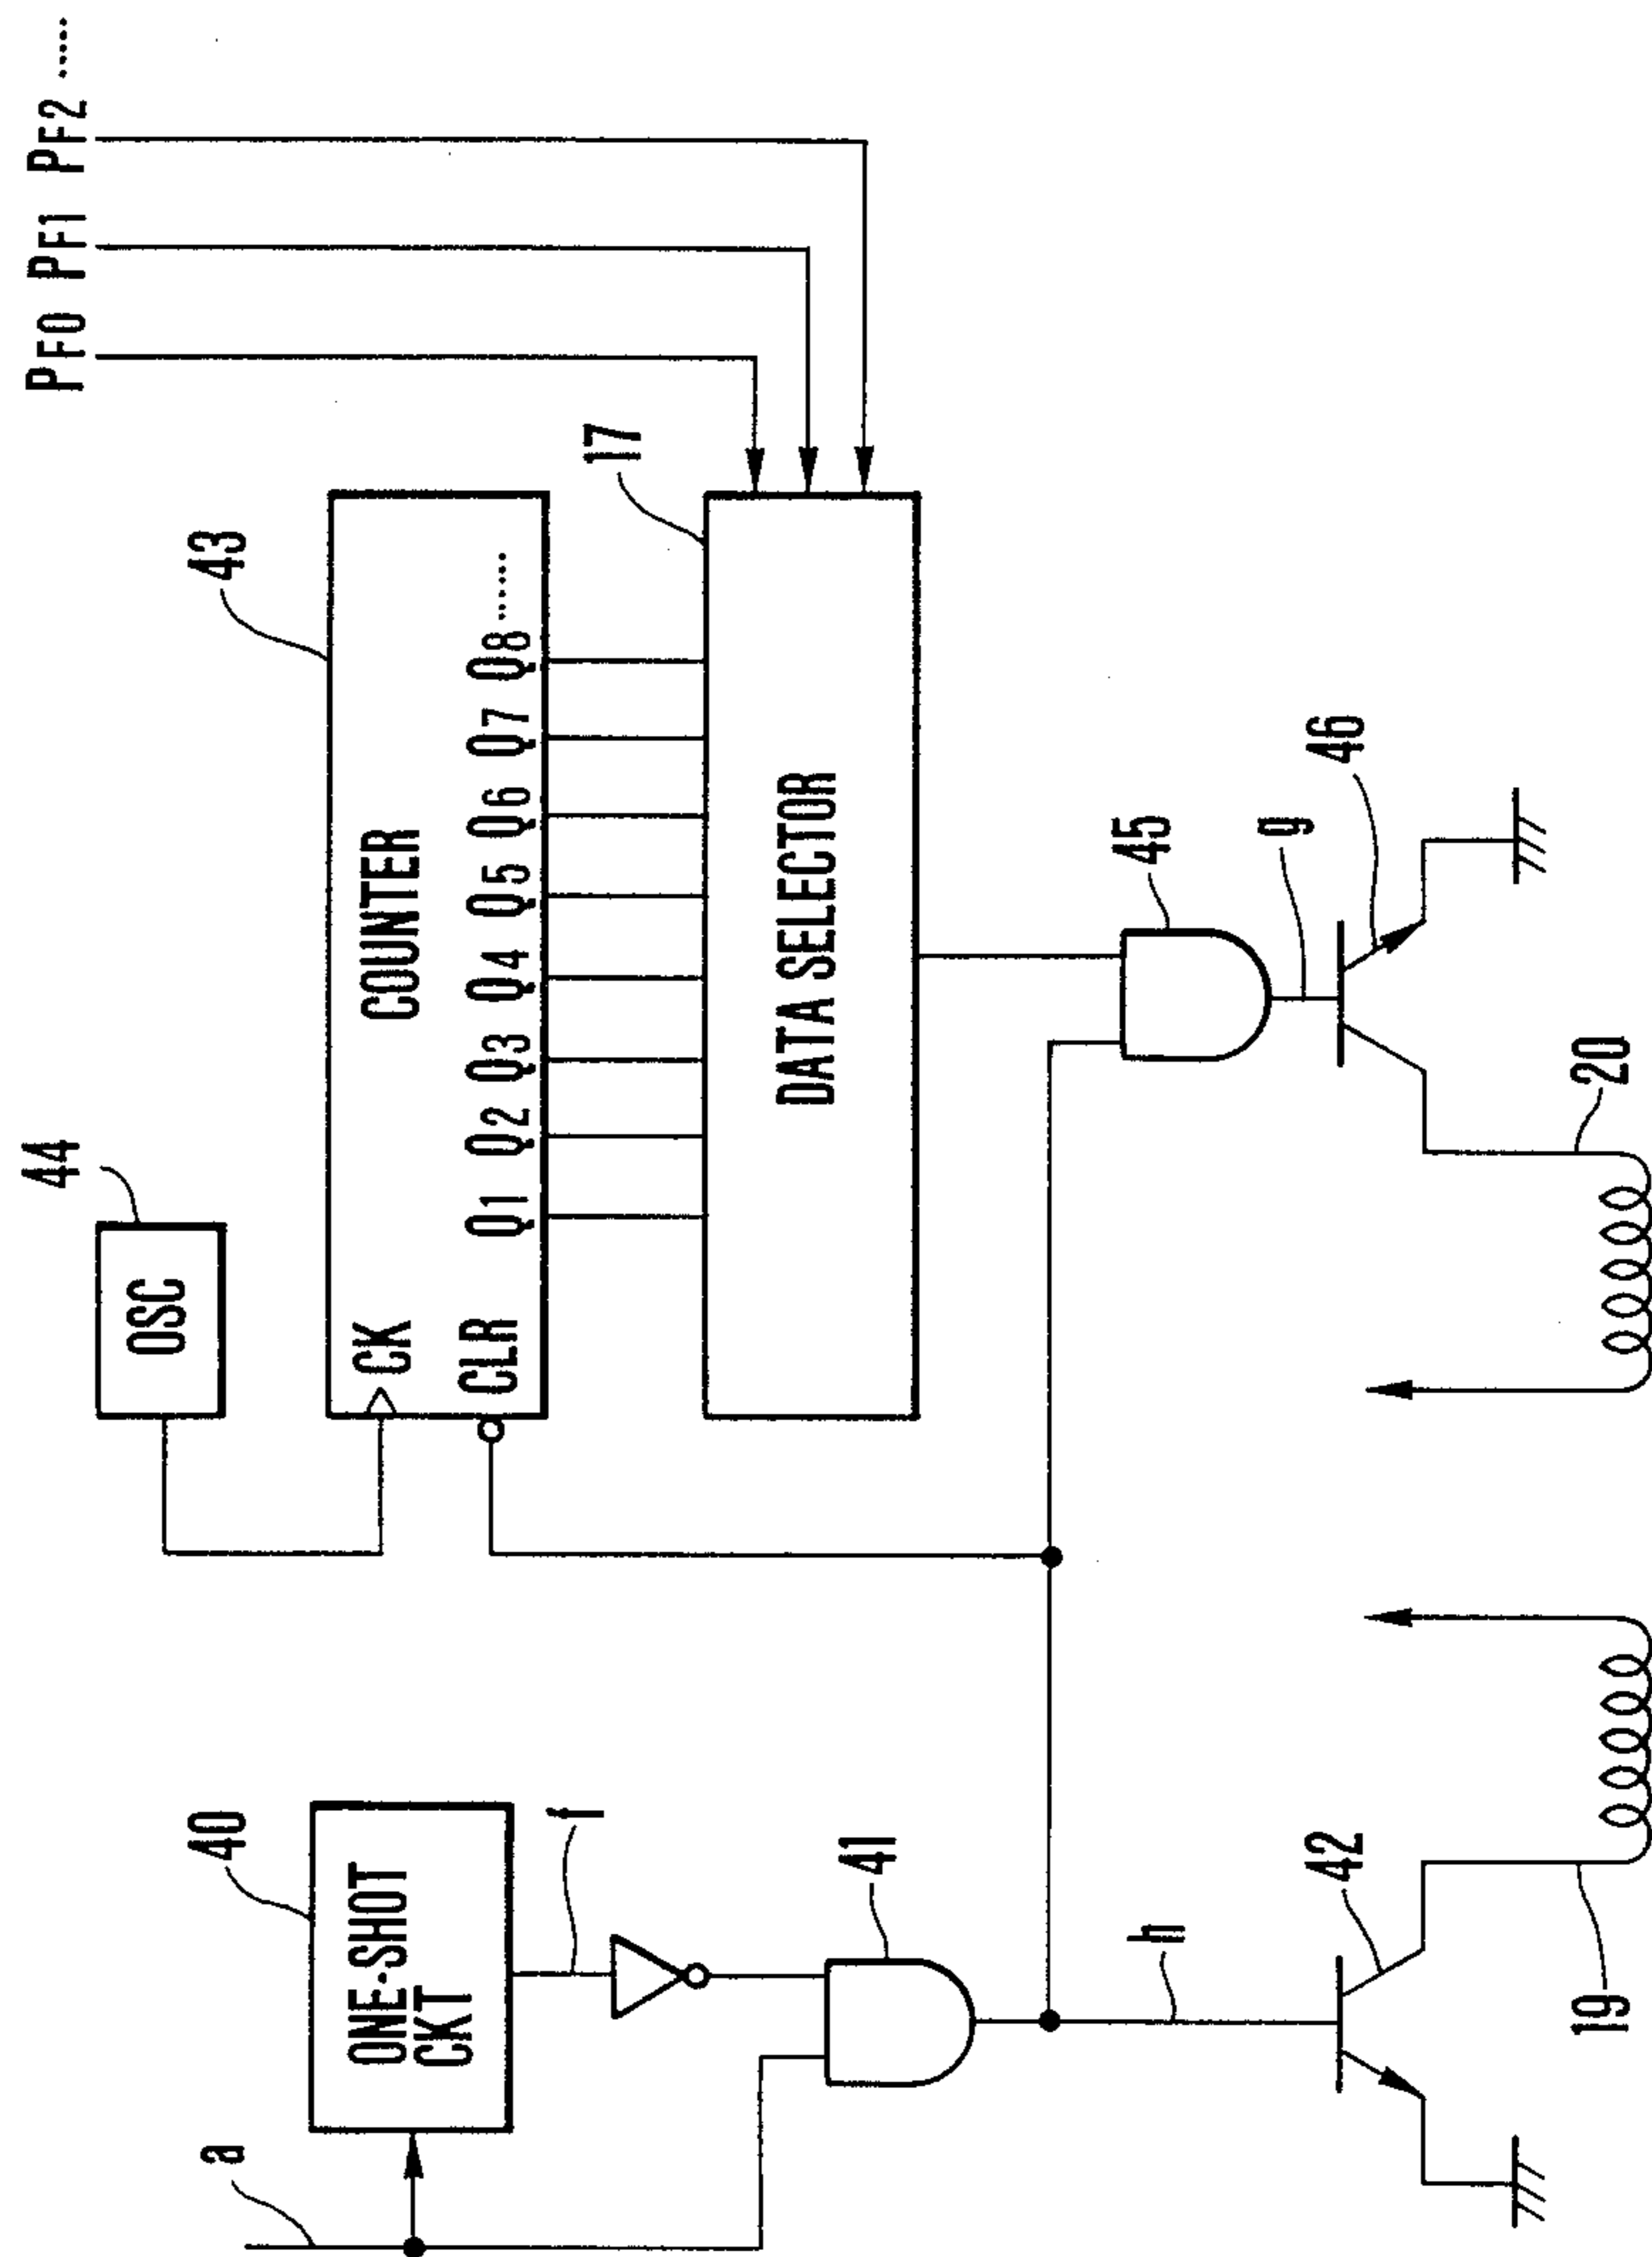 a
40
ONE-SHOT
CKT
f
41
h
42
19
44
OSC
43
COUNTER
CK
CLR
Q1 Q2 Q3 Q4 Q5 Q6 Q7 Q8 ......
17
DATA SELECTOR
PF0 PF1 PF2 .....
45
g
46
20